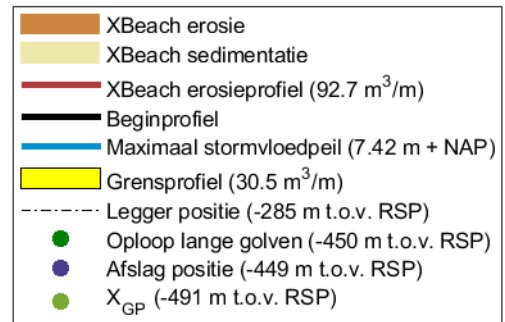 XBeach erosie
XBeach sedimentatie
XBeach erosieprofiel (92.7 m³/m)
Beginprofiel
Maximaal stormvloedpeil (7.42 m + NAP)
Grensprofiel (30.5 m³/m)
Legger positie (-285 m t.o.v. RSP)
Oploop lange golven (-450 m t.o.v. RSP)
Afslag positie (-449 m t.o.v. RSP)
X_GP (-491 m t.o.v. RSP)